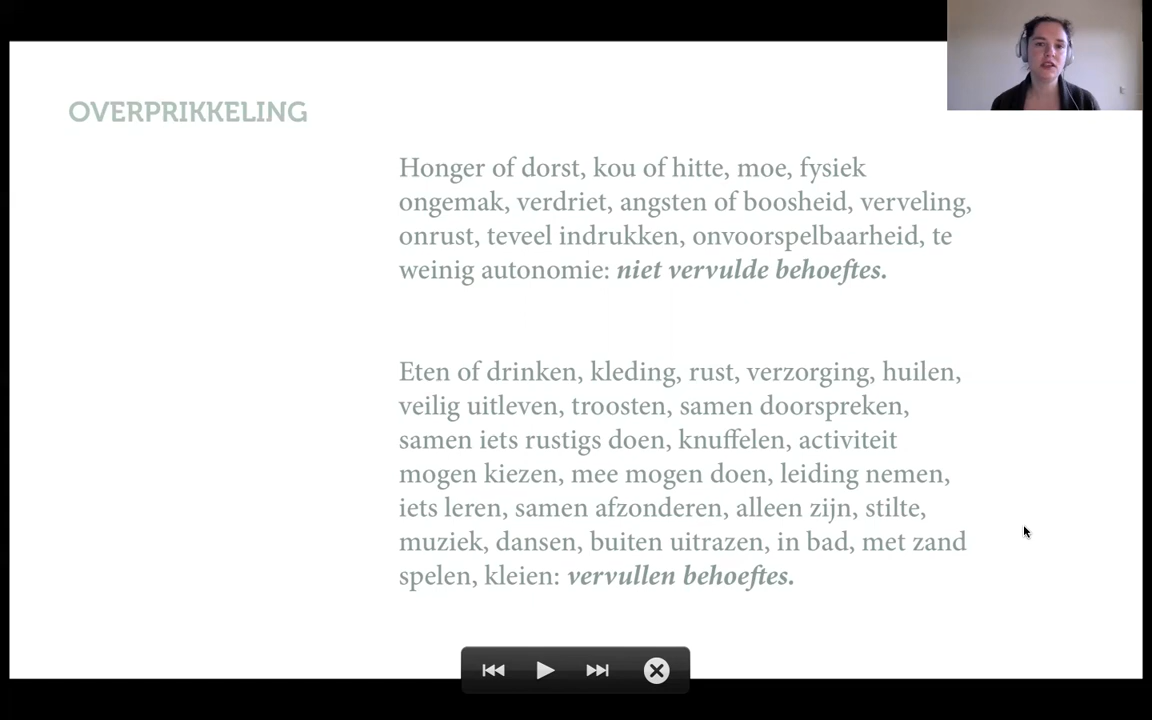 OVERPRIKKELING
Honger of dorst, kou of hitte, moe, fysiek
ongemak, verdriet, angsten of boosheid, verveling,
onrust, teveel indrukken, onvoorspelbaarheid, te
weinig autonomie: niet vervulde behoeftes.
Eten of drinken, kleding, rust, verzorging, huilen,
veilig uitleven, troosten, samen doorspreken,
samen iets rustigs doen, knuffelen, activiteit
mogen kiezen, mee mogen doen, leiding nemen,
iets leren, samen afzonderen, alleen zijn, stilte,
muziek, dansen, buiten uitrazen, in bad, met zand
spelen, kleien: vervullen behoeftes.